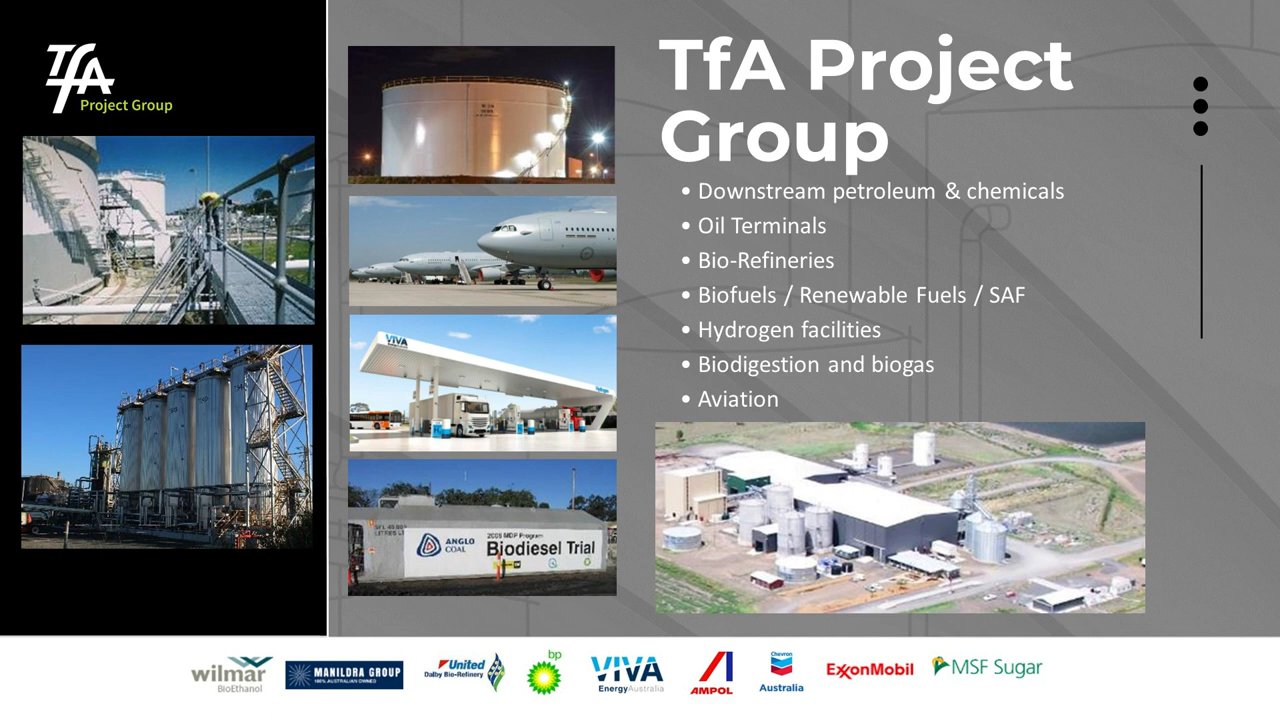 TfA
Project Group
TfA Project
Group
• Downstream petroleum & chemicals
• Oil Terminals
• Bio-Refineries
• Biofuels / Renewable Fuels / SAF
• Hydrogen facilities
• Biodigestion and biogas
• Aviation
VIVA
ANGLO
COAL
2006 MDP Program
Biodiesel Trial
wilmar
BioEthanol
MANILDRA GROUP
100% AUSTRALIAN OWNED
United
Dalby Bio-Refinery
bp
VIVA
Energy Australia
AMPOL
Chevron
Australia
ExxonMobil
MSF Sugar